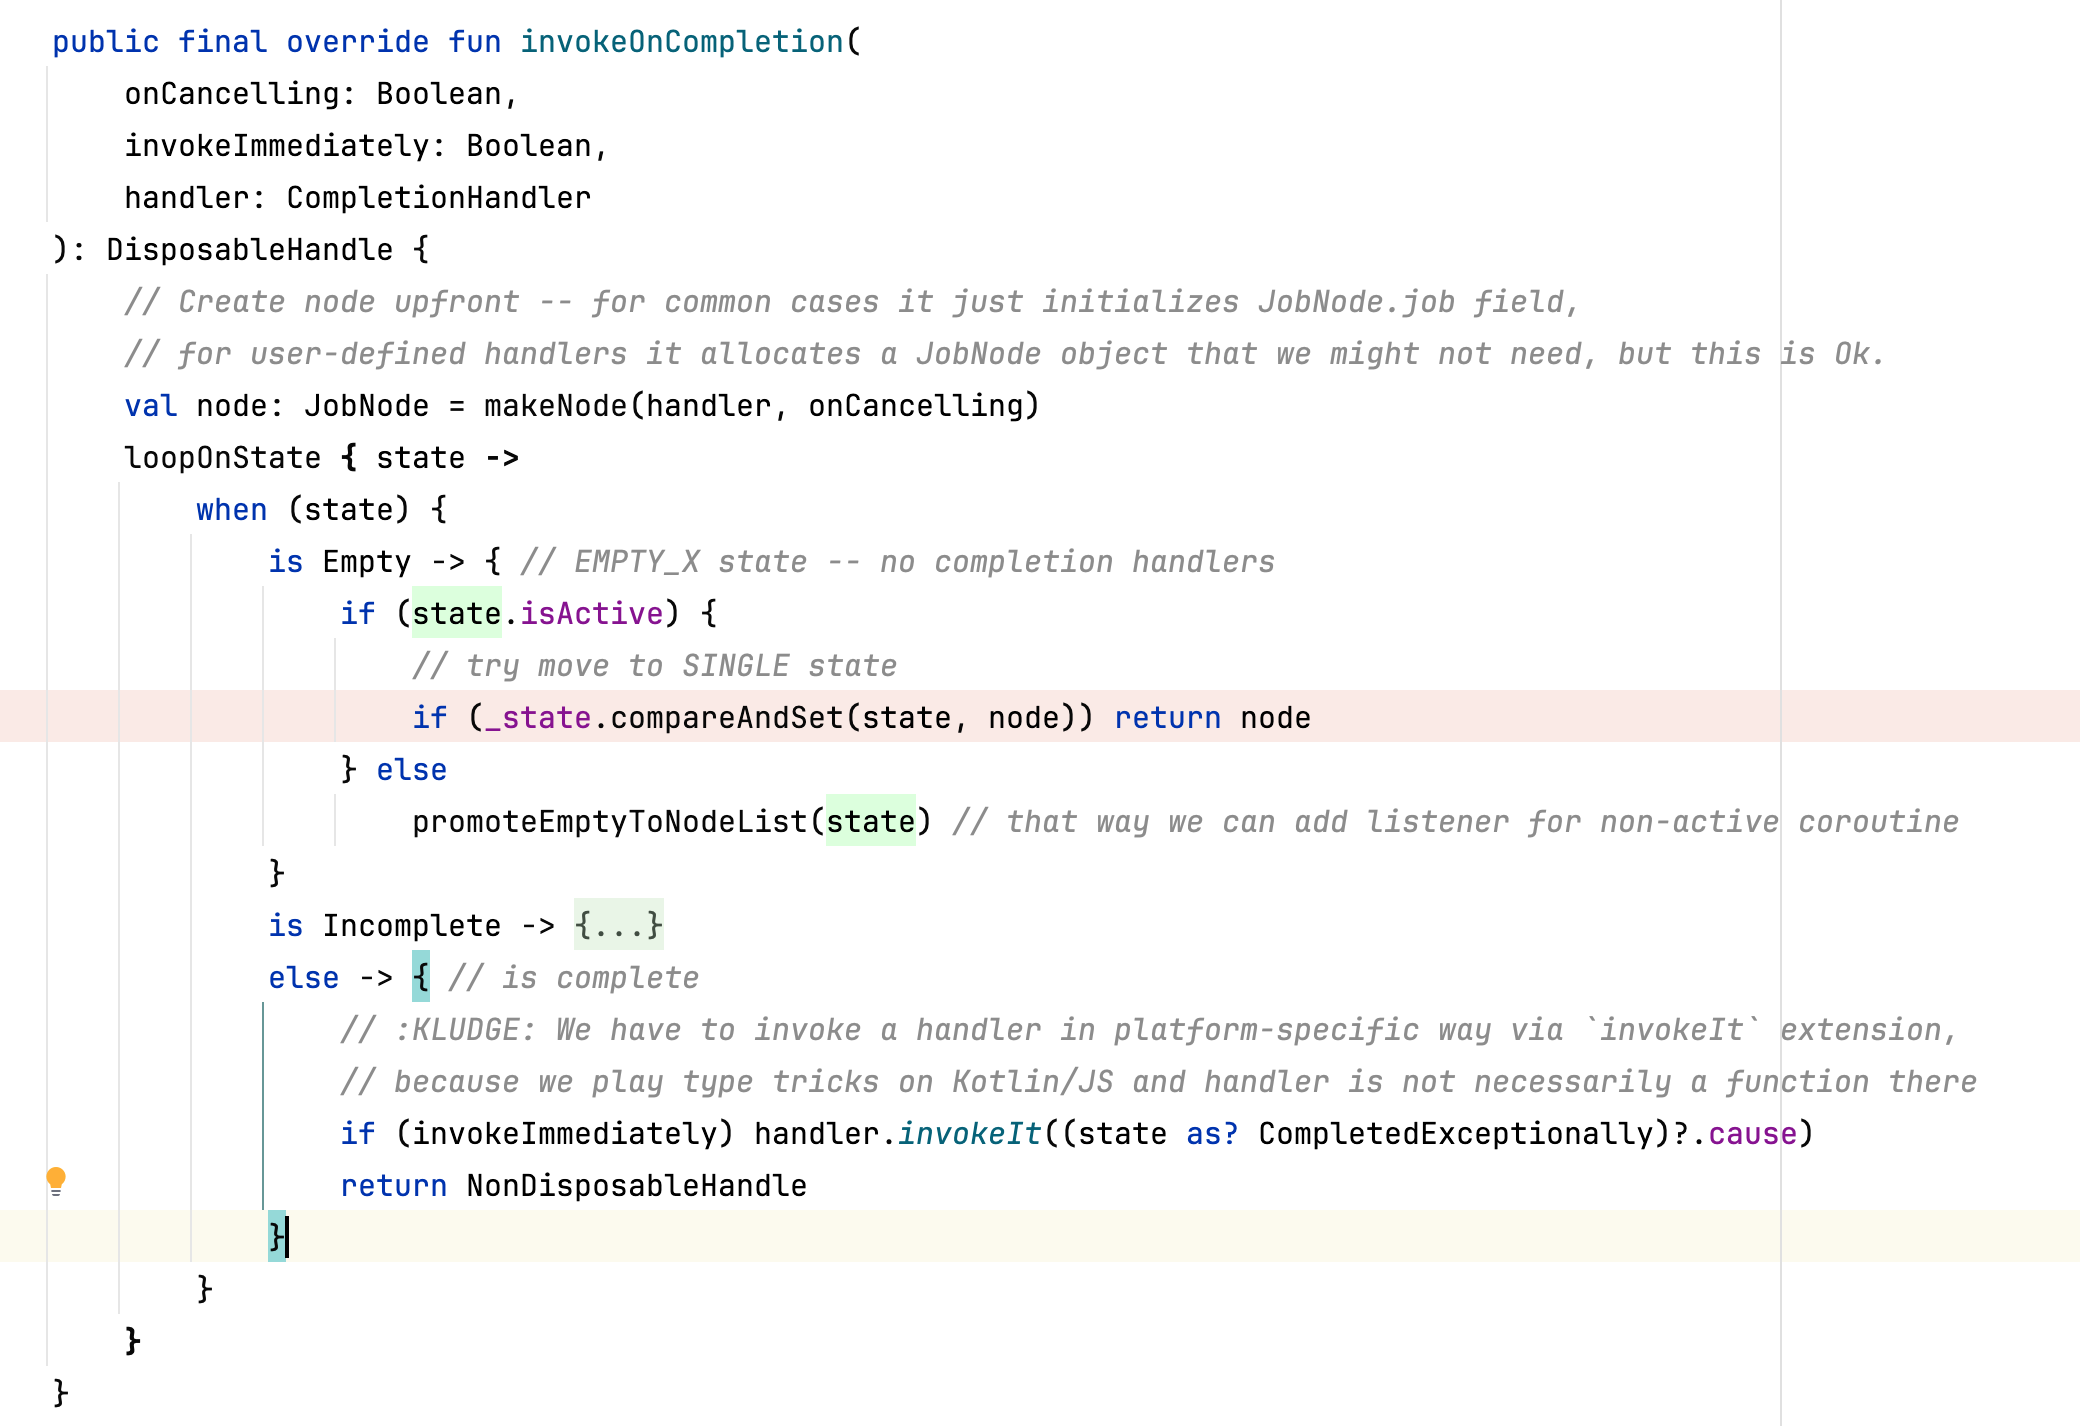 public final override fun invokeOnCompletion(
    onCancelling: Boolean,
    invokeImmediately: Boolean,
    handler: CompletionHandler
): DisposableHandle {
    // Create node upfront -- for common cases it just initializes JobNode.job field,
    // for user-defined handlers it allocates a JobNode object that we might not need, but this is Ok.
    val node: JobNode = makeNode(handler, onCancelling)
    loopOnState { state ->
        when (state) {
            is Empty -> { // EMPTY_X state -- no completion handlers
                if (state.isActive) {
                    // try move to SINGLE state
                    if (_state.compareAndSet(state, node)) return node
                } else
                    promoteEmptyToNodeList(state) // that way we can add listener for non-active coroutine
            }
            is Incomplete -> {...}
            else -> { // is complete
                // :KLUDGE: We have to invoke a handler in platform-specific way via `invokeIt` extension,
                // because we play type tricks on Kotlin/JS and handler is not necessarily a function there
                if (invokeImmediately) handler.invokeIt((state as? CompletedExceptionally)?.cause)
                return NonDisposableHandle
            }
        }
    }
}